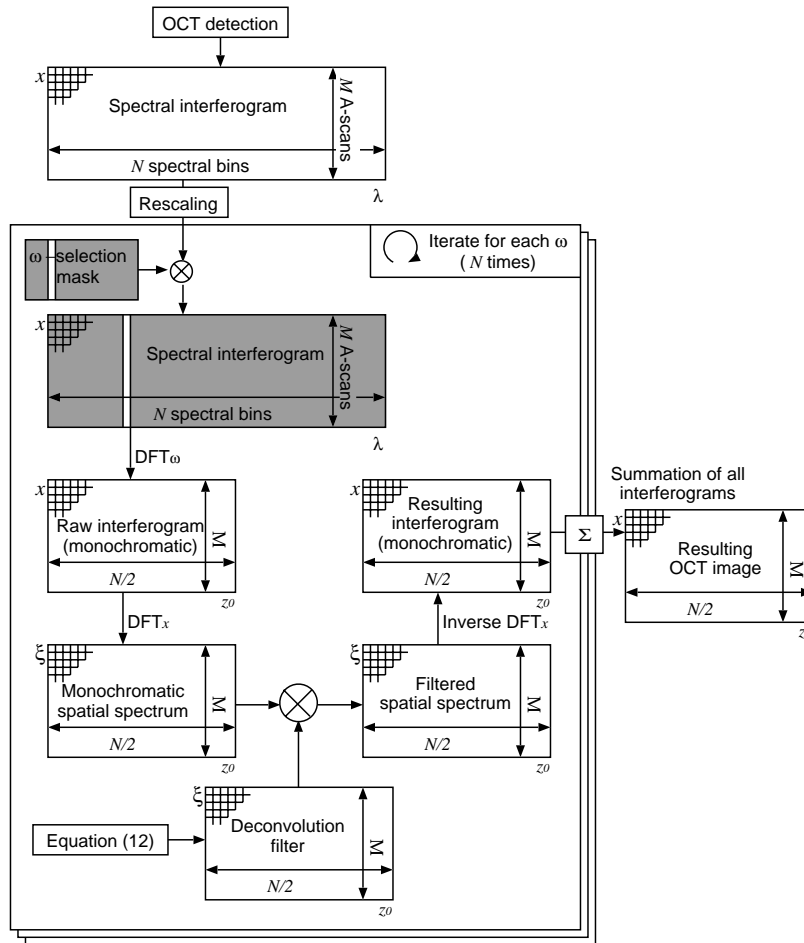 OCT detection
x
Spectral interferogram
M A-scans
N spectral bins
λ
Rescaling
Iterate for each ω
( N times)
ω -selection
mask
x
Spectral interferogram
M A-scans
N spectral bins
λ
DFTω
x
Raw interferogram
(monochromatic)
M
N/2
z0
x
Resulting
interferogram
(monochromatic)
M
N/2
z0
Σ
Summation of all
interferograms
x
Resulting
OCT image
M
N/2
z
DFTx
Inverse DFTx
ξ
Monochromatic
spatial spectrum
M
N/2
z0
ξ
Filtered
spatial spectrum
M
N/2
z0
Equation (12)
ξ
Deconvolution
filter
M
N/2
z0